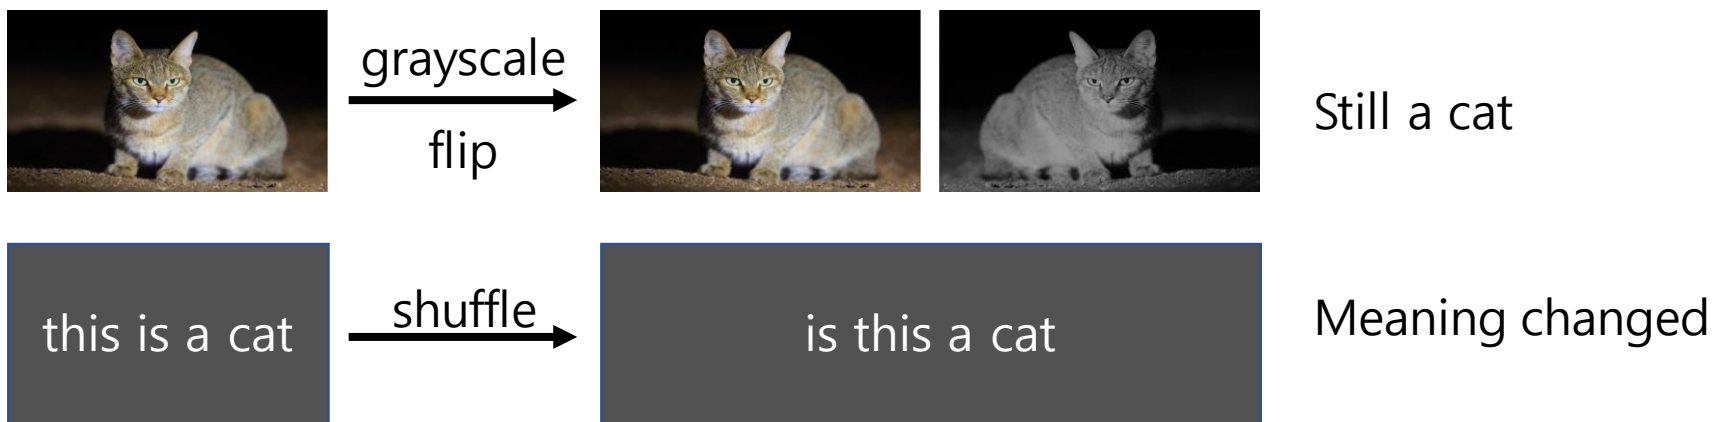 grayscale
flip
Still a cat
this is a cat
shuffle
is this a cat
Meaning changed